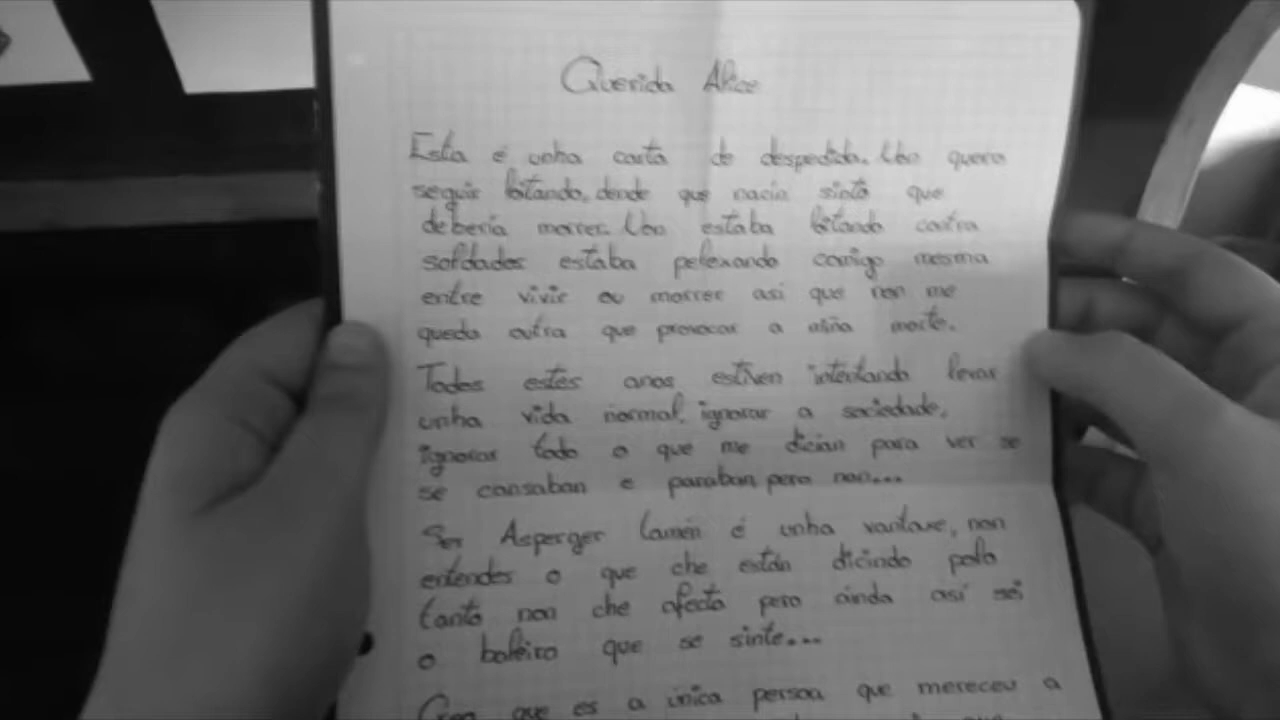 Querida Alice
Esta é unha carta de despedida. Non quero
seguir loitando, dende que nacín sinto que
debería morrer. Non estaba loitando contra
soldados estaba pelexando comigo mesma
entre vivir ou morrer así que non me
queda outra que provocar a miña morte.
Todos estes anos estiven intentando levar
unha vida normal, ignorar a sociedade,
ignorar todo o que me dician para ver se
se cansaban e paraban pero non...
Ser Asperger tamén é unha vantaxe, non
entendes o que che están dicindo polo
tanto non che afecta pero aínda así
o baleiro que se sinte...
Creo que es a única persoa que mereceu a